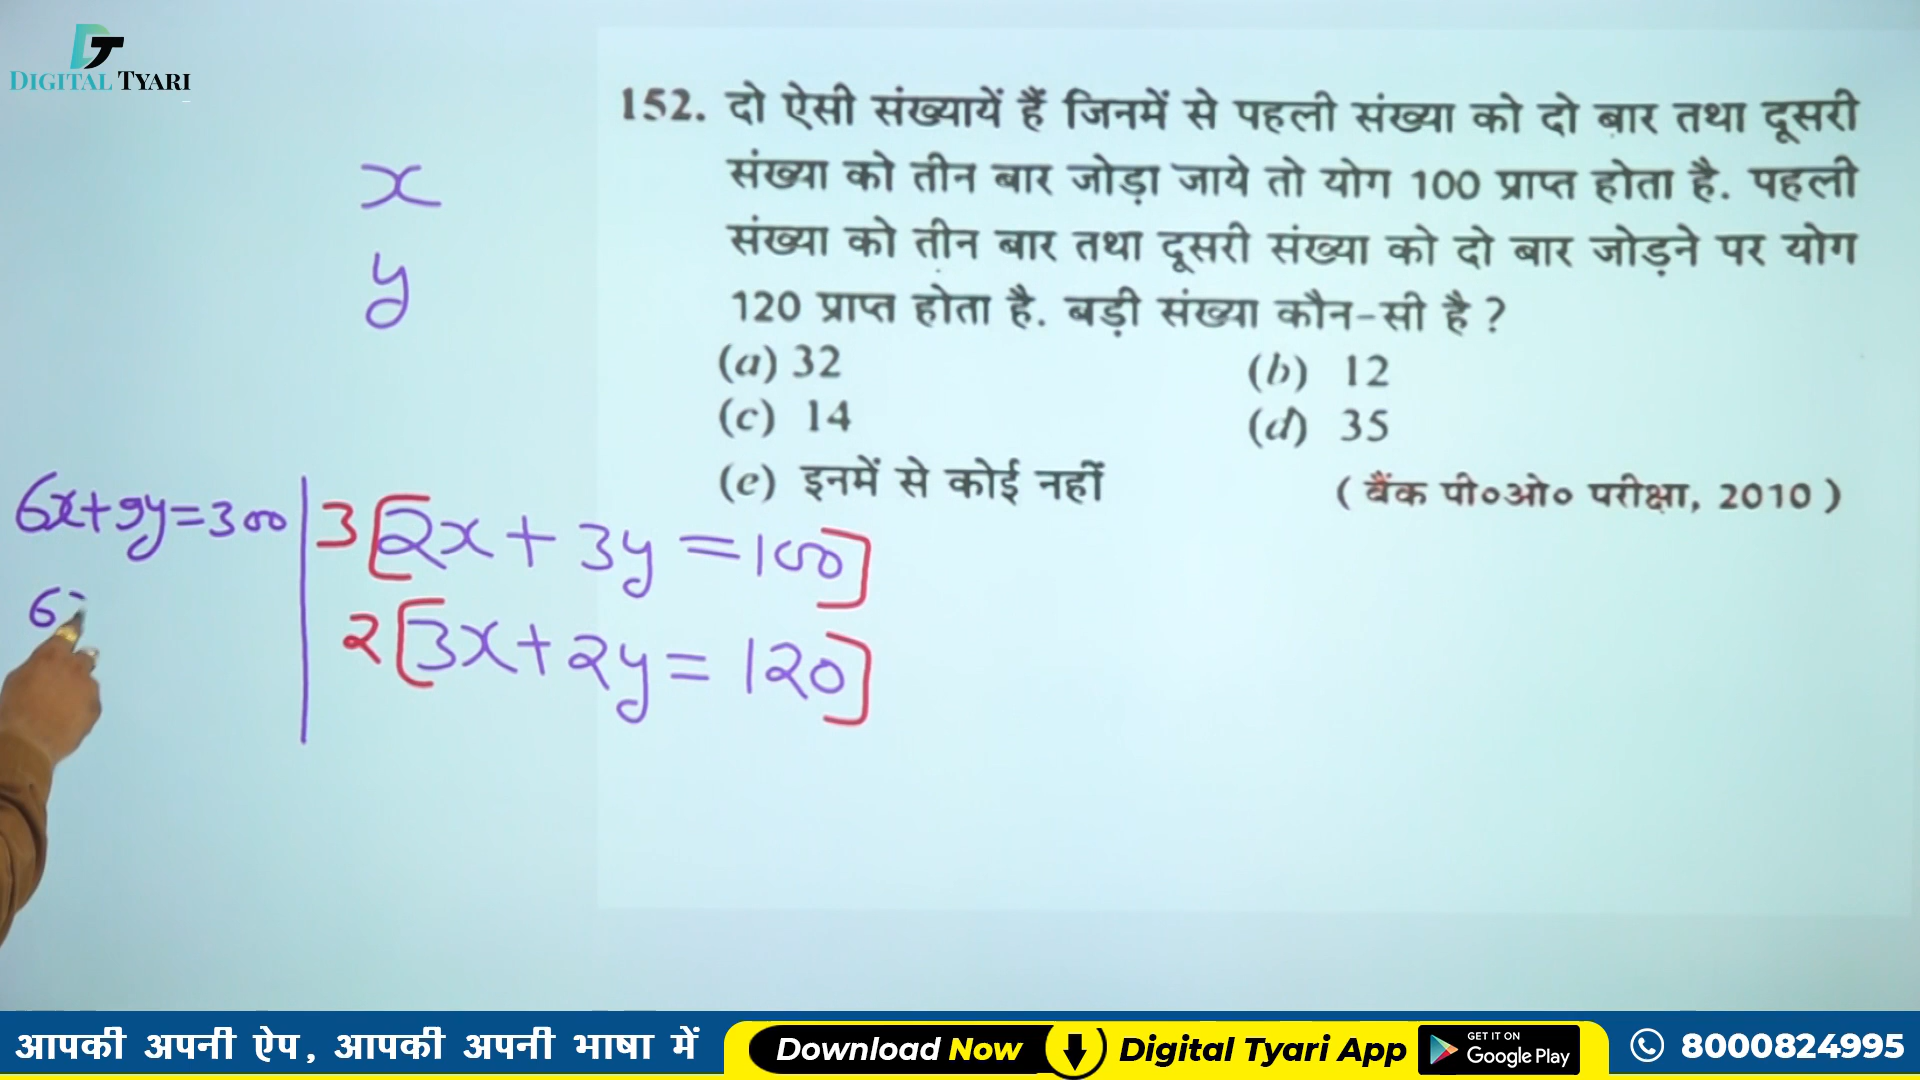 DIGITAL TYARI
152. दो ऐसी संख्यायें हैं जिनमें से पहली संख्या को दो बार तथा दूसरी
संख्या को तीन बार जोड़ा जाये तो योग 100 प्राप्त होता है. पहली
संख्या को तीन बार तथा दूसरी संख्या को दो बार जोड़ने पर योग
120 प्राप्त होता है. बड़ी संख्या कौन-सी है ?
(a) 32 (b) 12
(c) 14 (d) 35
(e) इनमें से कोई नहीं (बैंक पी०ओ० परीक्षा, 2010)
x
y
6x+9y=300
3[2x+3y=100]
6
2[3x+2y=120]
आपकी अपनी ऐप, आपकी अपनी भाषा में
Download Now
Digital Tyari App
GET IT ON
Google Play
8000824995